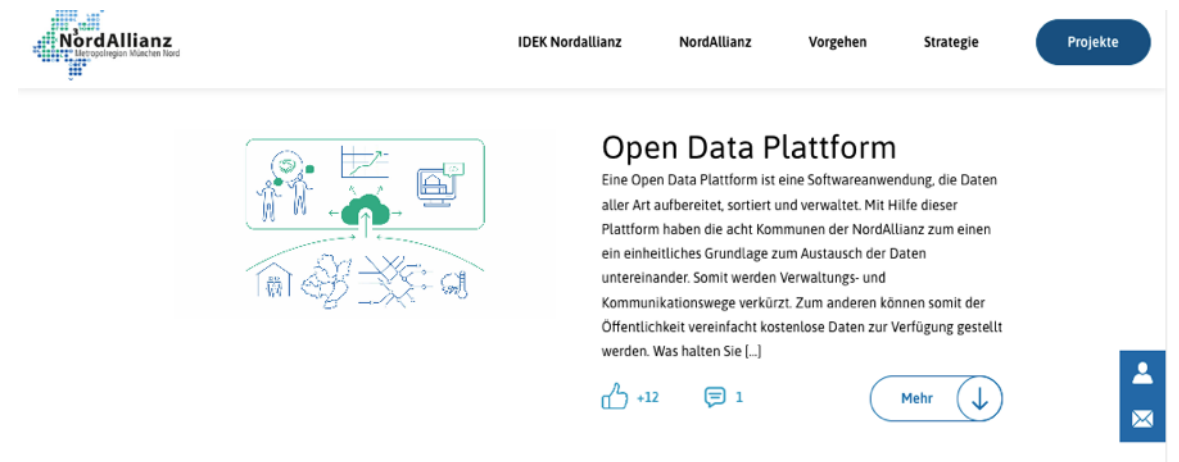 NordAllianz
Metropolregion München Nord
IDEK Nordallianz
NordAllianz
Vorgehen
Strategie
Projekte
Open Data Plattform
Eine Open Data Plattform ist eine Softwareanwendung, die Daten
aller Art aufbereitet, sortiert und verwaltet. Mit Hilfe dieser
Plattform haben die acht Kommunen der NordAllianz zum einen
ein einheitliches Grundlage zum Austausch der Daten
untereinander. Somit werden Verwaltungs- und
Kommunikationswege verkürzt. Zum anderen können somit der
Öffentlichkeit vereinfacht kostenlose Daten zur Verfügung gestellt
werden. Was halten Sie [...]
+12
1
Mehr